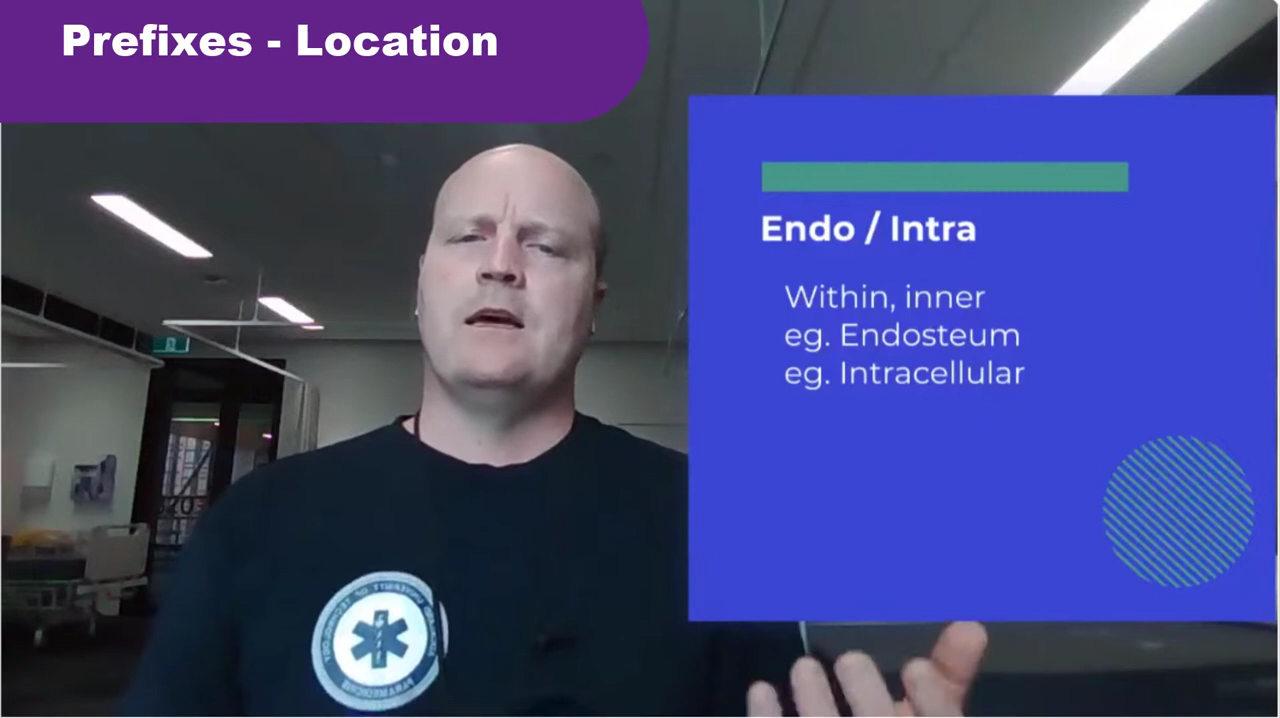 Prefixes - Location
Endo / Intra
Within, inner
eg. Endosteum
eg. Intracellular